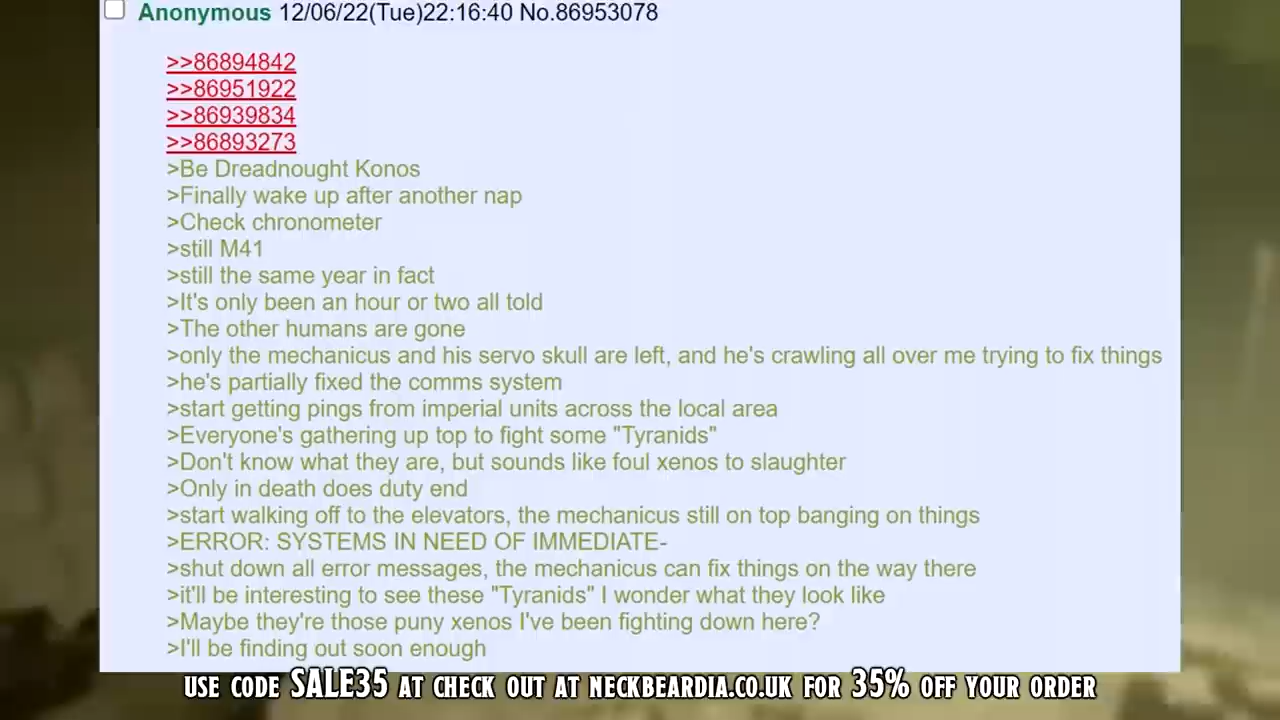 Anonymous 12/06/22(Tue)22:16:40 No.86953078
>>86894842
>>86951922
>>86939834
>>86893273
>Be Dreadnought Konos
>Finally wake up after another nap
>Check chronometer
>still M41
>still the same year in fact
>It's only been an hour or two all told
>The other humans are gone
>only the mechanicus and his servo skull are left, and he's crawling all over me trying to fix things
>he's partially fixed the comms system
>start getting pings from imperial units across the local area
>Everyone's gathering up top to fight some "Tyranids"
>Don't know what they are, but sounds like foul xenos to slaughter
>Only in death does duty end
>start walking off to the elevators, the mechanicus still on top banging on things
>ERROR: SYSTEMS IN NEED OF IMMEDIATE-
>shut down all error messages, the mechanicus can fix things on the way there
>it'll be interesting to see these "Tyranids" I wonder what they look like
>Maybe they're those puny xenos I've been fighting down here?
>I'll be finding out soon enough
USE CODE SALE35 AT CHECK OUT AT NECKBEARDIA.CO.UK FOR 35% OFF YOUR ORDER